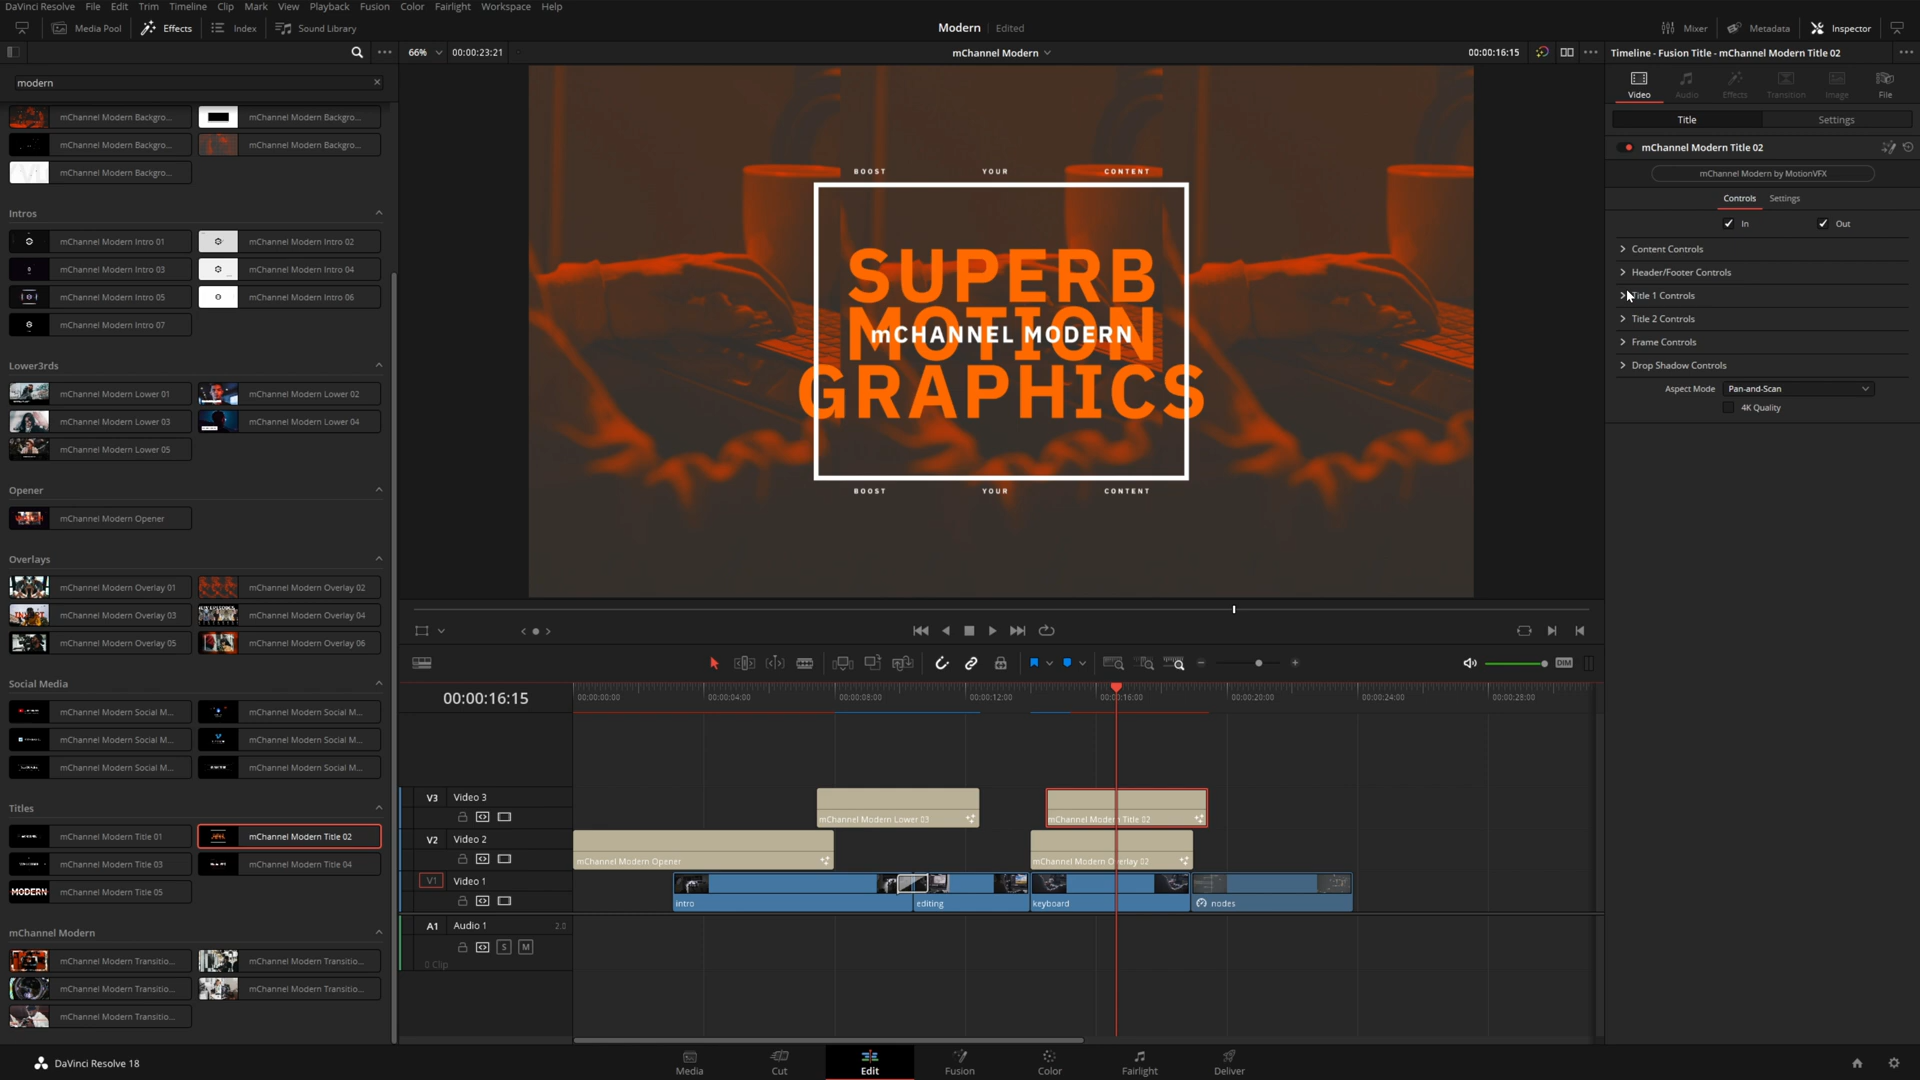 DaVinci Resolve File Edit Trim Timeline Clip Mark View Playback Fusion Color Fairlight Workspace Help
Media Pool Effects Index Sound Library
Modern Edited
Mixer Metadata Inspector
66% 00:00:23:21
mChannel Modern
00:00:16:15
Timeline - Fusion Title - mChannel Modern Title 02
modern
mChannel Modern Backgro... mChannel Modern Backgro...
mChannel Modern Backgro... mChannel Modern Backgro...
mChannel Modern Backgro...
Intros
mChannel Modern Intro 01 mChannel Modern Intro 02
mChannel Modern Intro 03 mChannel Modern Intro 04
mChannel Modern Intro 05 mChannel Modern Intro 06
mChannel Modern Intro 07
Lower3rds
mChannel Modern Lower 01 mChannel Modern Lower 02
mChannel Modern Lower 03 mChannel Modern Lower 04
mChannel Modern Lower 05
Opener
mChannel Modern Opener
Overlays
mChannel Modern Overlay 01 mChannel Modern Overlay 02
mChannel Modern Overlay 03 mChannel Modern Overlay 04
mChannel Modern Overlay 05 mChannel Modern Overlay 06
Social Media
mChannel Modern Social M... mChannel Modern Social M...
mChannel Modern Social M... mChannel Modern Social M...
mChannel Modern Social M... mChannel Modern Social M...
Titles
mChannel Modern Title 01 mChannel Modern Title 02
mChannel Modern Title 03 mChannel Modern Title 04
MODERN mChannel Modern Title 05
mChannel Modern
mChannel Modern Transitio... mChannel Modern Transitio...
mChannel Modern Transitio... mChannel Modern Transitio...
mChannel Modern Transitio...
BOOST YOUR CONTENT
SUPERB
MOTION
mCHANNEL MODERN
GRAPHICS
BOOST YOUR CONTENT
Video Audio Effects Transition Image File
Title Settings
mChannel Modern Title 02
mChannel Modern by MotionVFX
Controls Settings
In Out
Content Controls
Header/Footer Controls
Title 1 Controls
Title 2 Controls
Frame Controls
Drop Shadow Controls
Aspect Mode Pan-and-Scan
4K Quality
DIM
00:00:16:15
00:00:00:00 00:00:04:00 00:00:08:00 00:00:12:00 00:00:16:00 00:00:20:00 00:00:24:00 00:00:28:00
V3 Video 3
mChannel Modern Lower 03 mChannel Modern Title 02
V2 Video 2
mChannel Modern Opener mChannel Modern Overlay 02
V1 Video 1
intro editing keyboard nodes
A1 Audio 1 2.0
S M
0 Clip
DaVinci Resolve 18
Media Cut Edit Fusion Color Fairlight Deliver